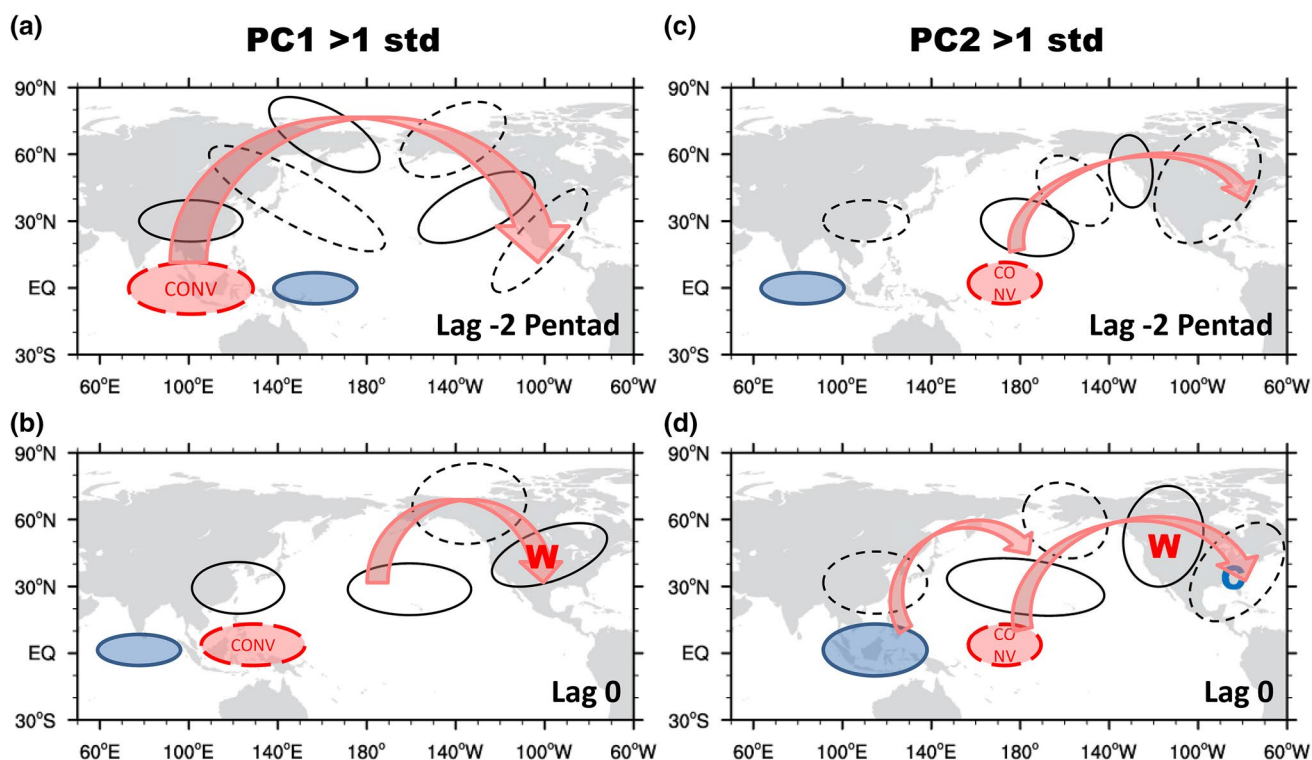 (a)
PC1 >1 std
90°N
60°N
30°N
EQ
30°S
CONV
Lag -2 Pentad
60°E 100°E 140°E 180° 140°W 100°W 60°W
(c)
PC2 >1 std
90°N
60°N
30°N
EQ
30°S
CO
NV
Lag -2 Pentad
60°E 100°E 140°E 180° 140°W 100°W 60°W
(b)
90°N
60°N
30°N
EQ
30°S
W
CONV
Lag 0
60°E 100°E 140°E 180° 140°W 100°W 60°W
(d)
90°N
60°N
30°N
EQ
30°S
W
C
CO
NV
Lag 0
60°E 100°E 140°E 180° 140°W 100°W 60°W